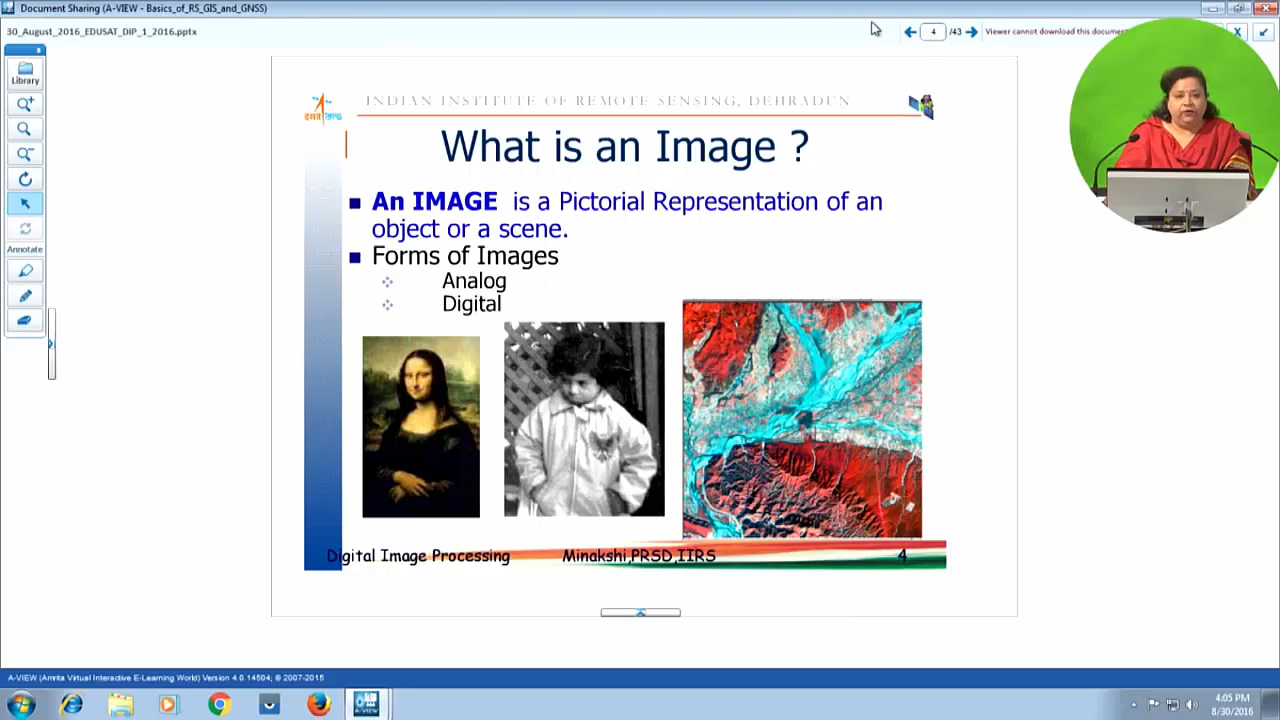 Document Sharing (A-VIEW - Basics_of_RS_GIS_and_GNSS)
30_August_2016_EDUSAT_DIP_1_2016.pptx
4 /43
Viewer cannot download this docume
Library
Annotate
INDIAN INSTITUTE OF REMOTE SENSING, DEHRADUN
What is an Image ?
An IMAGE is a Pictorial Representation of an
object or a scene.
Forms of Images
Analog
Digital
Digital Image Processing Minakshi,PRSD,IIRS 4
A-VIEW (Amrita Virtual Interactive E-Learning World) Version 4.0.14504; © 2007-2015
4:05 PM
8/30/2016